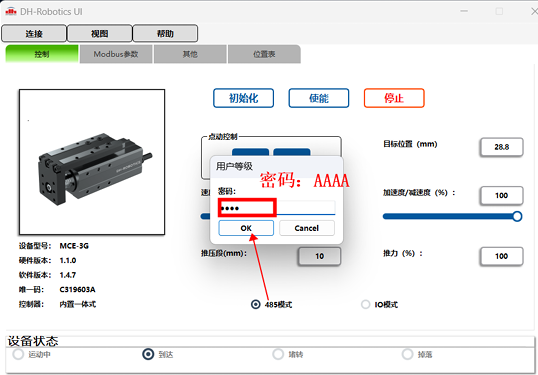 DH-Robotics UI
连接 视图 帮助
控制 Modbus参数 其他 位置表
初始化 使能 停止
点动控制
目标位置（mm） 28.8
用户等级
密码：AAAA
密码：
●●●●
OK Cancel
加速度/减速度（%）： 100
设备型号： MCE-3G
硬件版本： 1.1.0
软件版本： 1.4.7
唯一码： C319603A
控制器： 内置一体式
推压段(mm)： 10
推力（%）： 100
485模式 IO模式
设备状态
运动中 到达 堵转 掉落